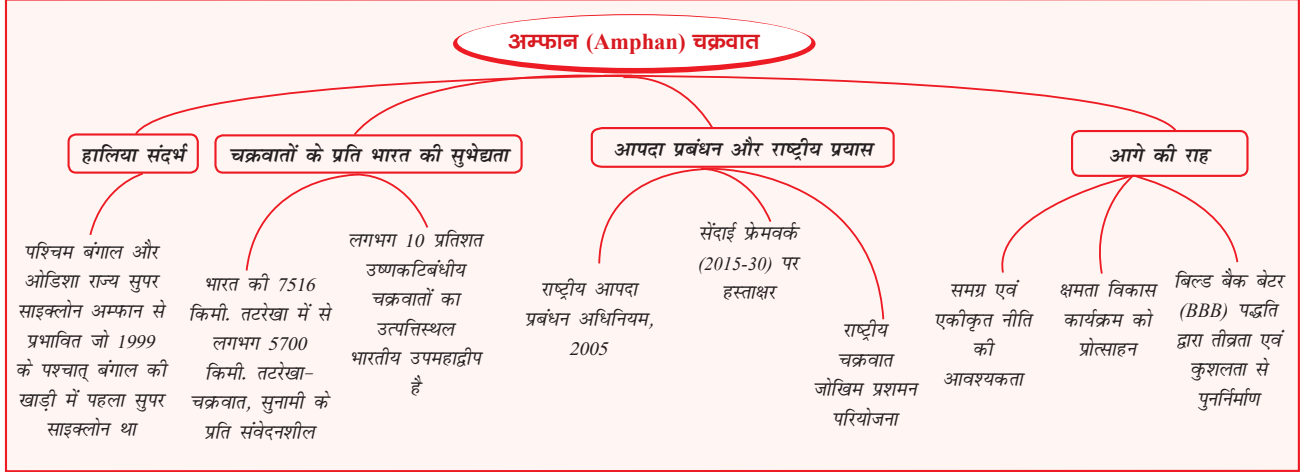 अम्फान (Amphan) चक्रवात
हालिया संदर्भ
पश्चिम बंगाल और
ओडिशा राज्य सुपर
साइक्लोन अम्फान से
प्रभावित जो 1999
के पश्चात् बंगाल की
खाड़ी में पहला सुपर
साइक्लोन था
चक्रवातों के प्रति भारत की सुभेद्यता
भारत की 7516
किमी. तटरेखा में से
लगभग 5700
किमी. तटरेखा-
चक्रवात, सुनामी के
प्रति संवेदनशील
लगभग 10 प्रतिशत
उष्णकटिबंधीय
चक्रवातों का
उत्पत्तिस्थल
भारतीय उपमहाद्वीप
है
आपदा प्रबंधन और राष्ट्रीय प्रयास
राष्ट्रीय आपदा
प्रबंधन अधिनियम,
2005
सेंदाई फ्रेमवर्क
(2015-30) पर
हस्ताक्षर
राष्ट्रीय
चक्रवात
जोखिम प्रशमन
परियोजना
आगे की राह
समग्र एवं
एकीकृत नीति
की
आवश्यकता
क्षमता विकास
कार्यक्रम को
प्रोत्साहन
बिल्ड बैक बेटर
(BBB) पद्धति
द्वारा तीव्रता एवं
कुशलता से
पुनर्निर्माण